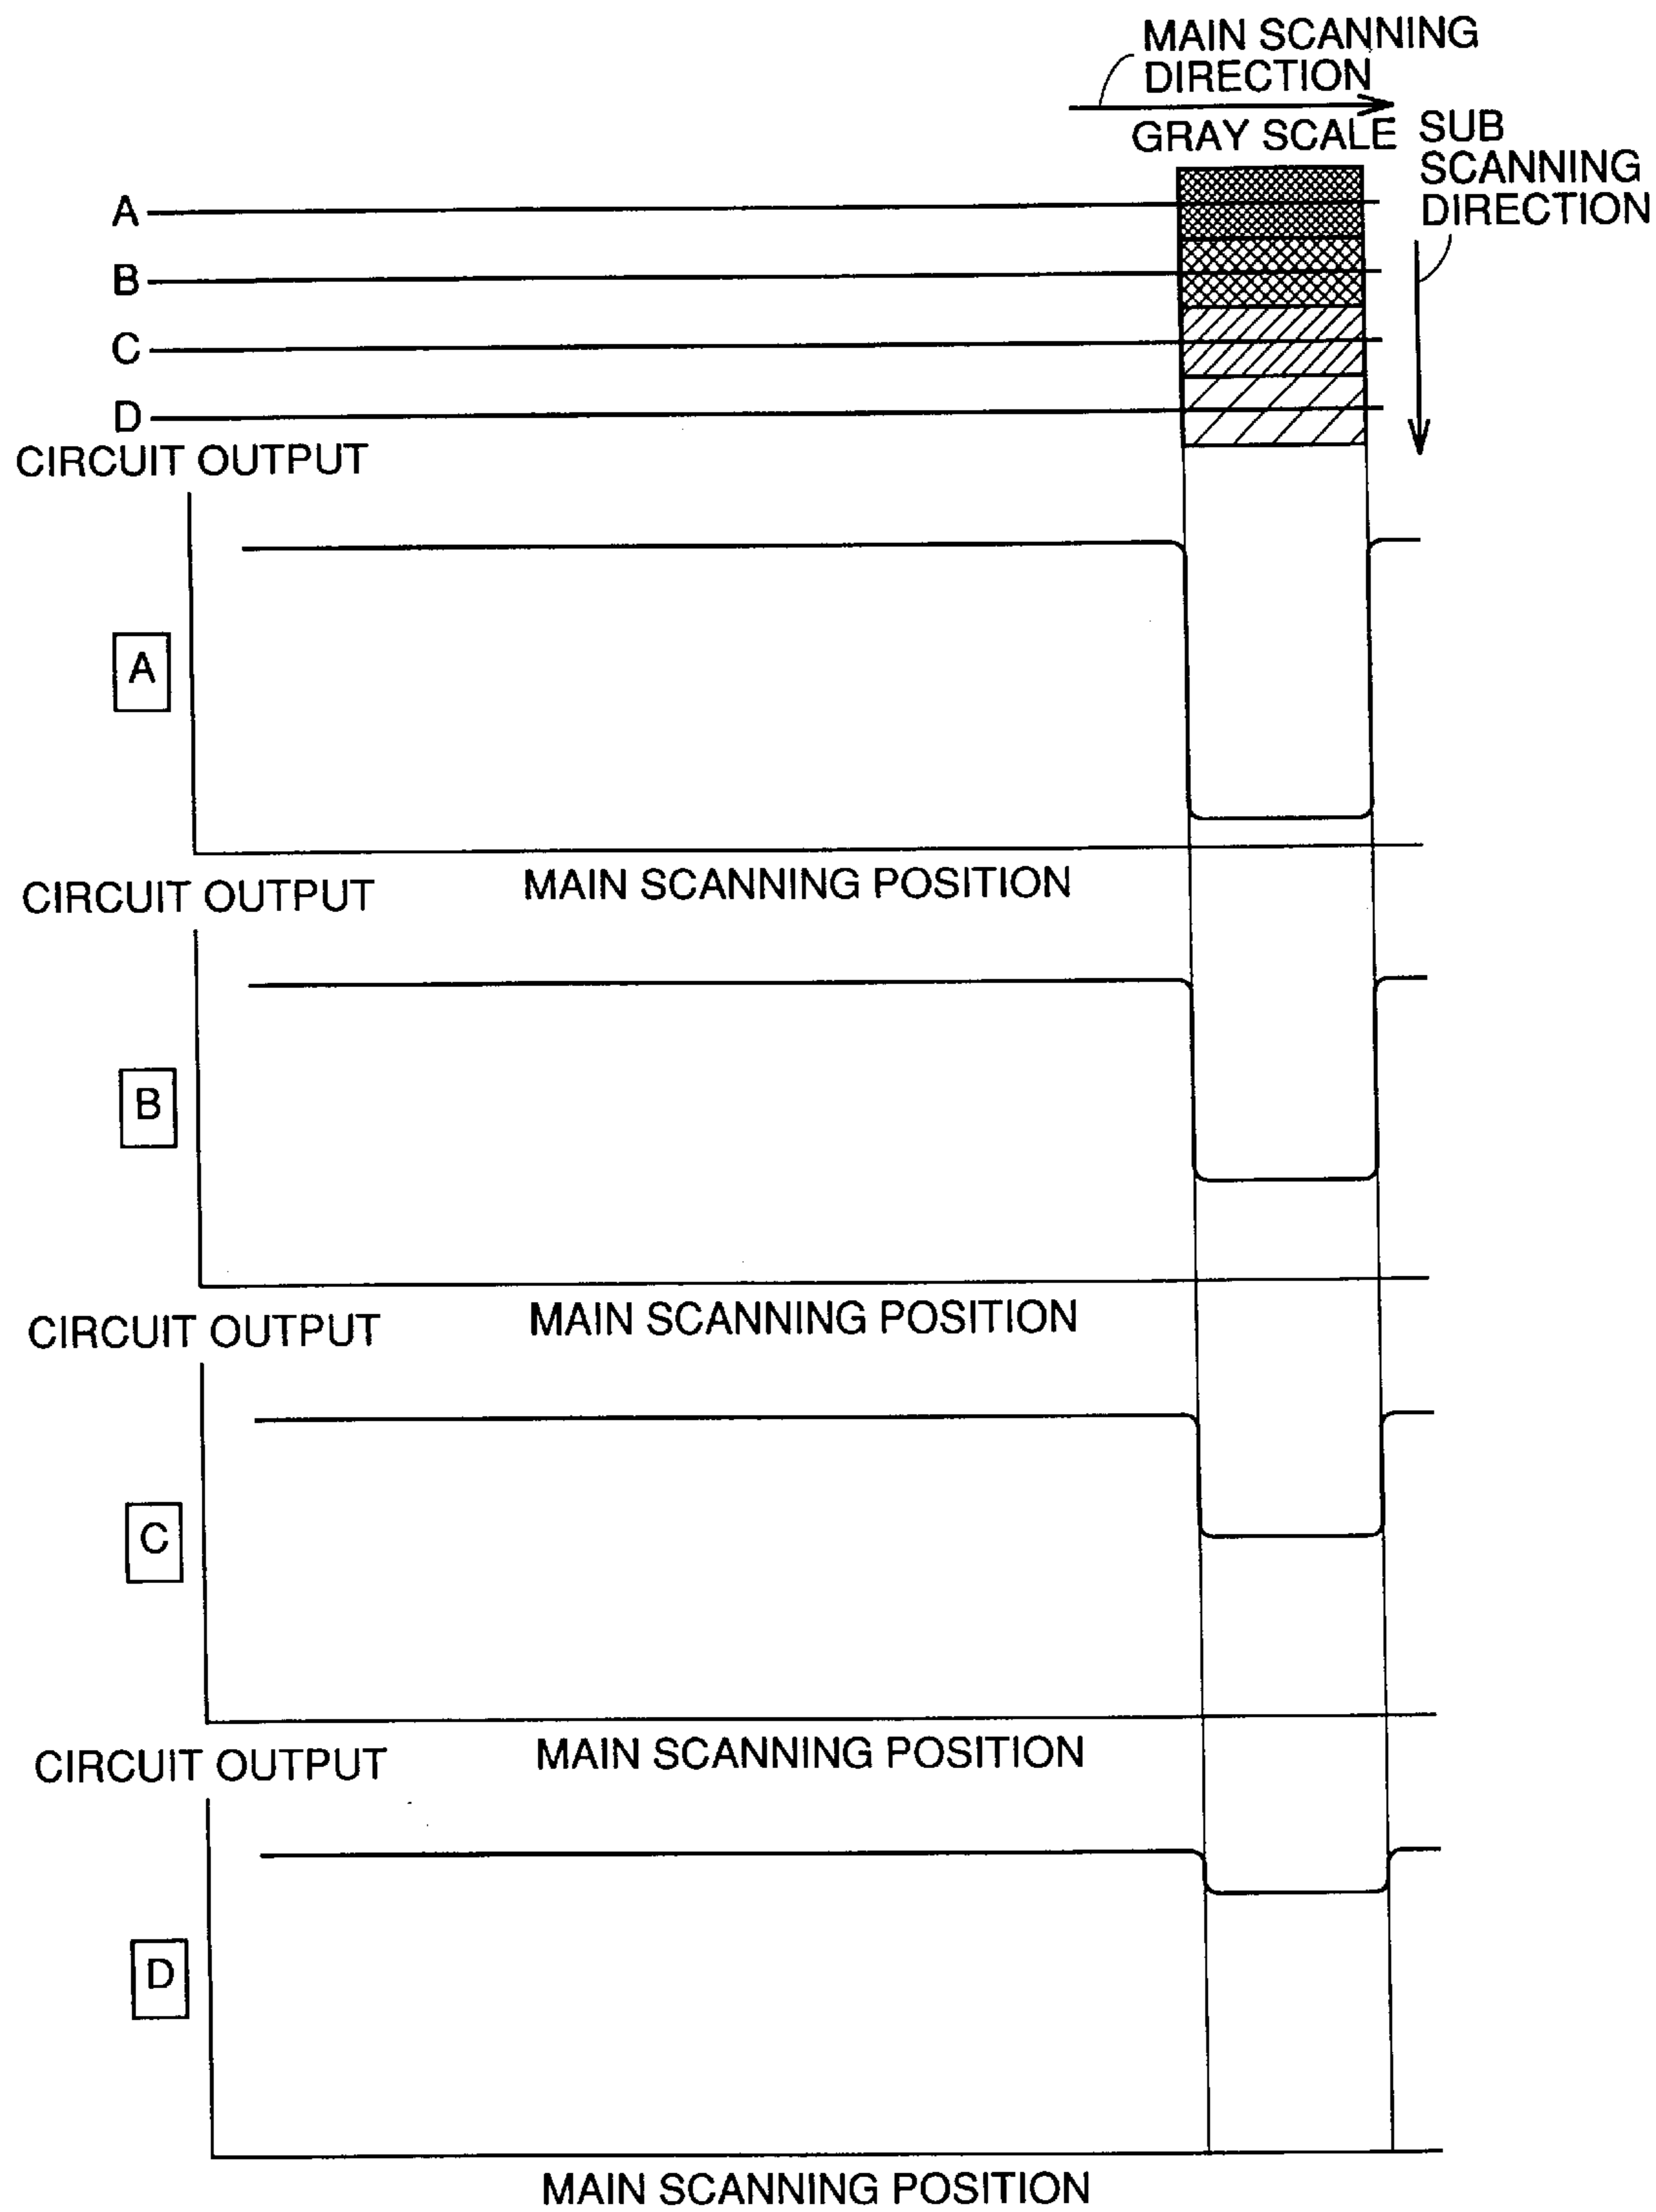 MAIN SCANNING
DIRECTION
GRAY SCALE
SUB
SCANNING
DIRECTION
A
B
C
D
CIRCUIT OUTPUT
A
MAIN SCANNING POSITION
CIRCUIT OUTPUT
B
MAIN SCANNING POSITION
CIRCUIT OUTPUT
C
MAIN SCANNING POSITION
CIRCUIT OUTPUT
D
MAIN SCANNING POSITION